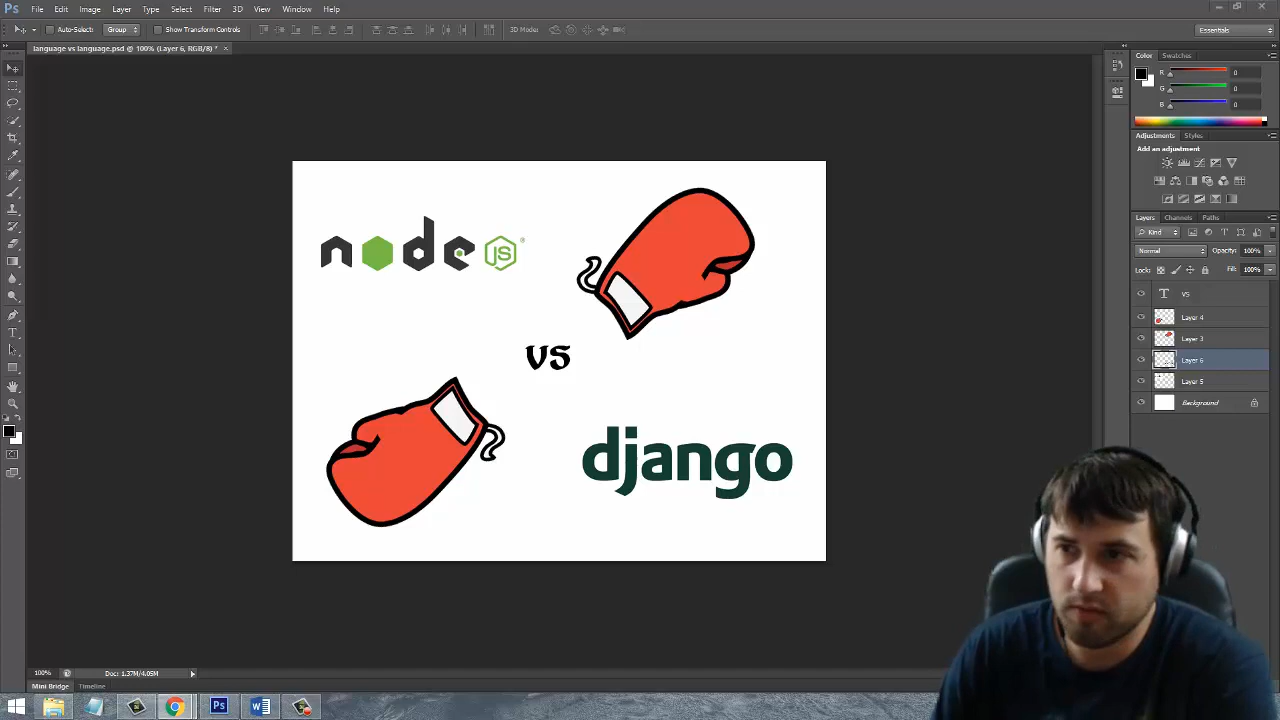 Ps File Edit Image Layer Type Select Filter 3D View Window Help
Auto-Select: Group Show Transform Controls 3D Mode: Essentials
language vs language.psd @ 100% (Layer 6, RGB/8) *
Color Swatches
R 0
G 0
B 0
Adjustments Styles
Add an adjustment
Layers Channels Paths
Kind
Normal Opacity: 100%
Lock: Fill: 100%
T vs
Layer 4
Layer 3
Layer 6
Layer 5
Background
node JS
vs
django
100% Doc: 1.37M/4.05M
Mini Bridge Timeline
Ps